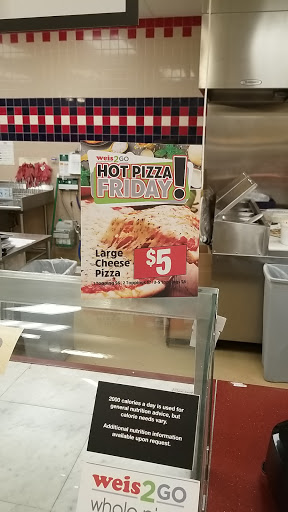 weis2GO
HOT PIZZA
FRIDAY!
Large
Cheese
Pizza
$5
2000 calories a day is used for
general nutrition advice, but
calorie needs vary.
Additional nutrition information
available upon request.
weis2GO